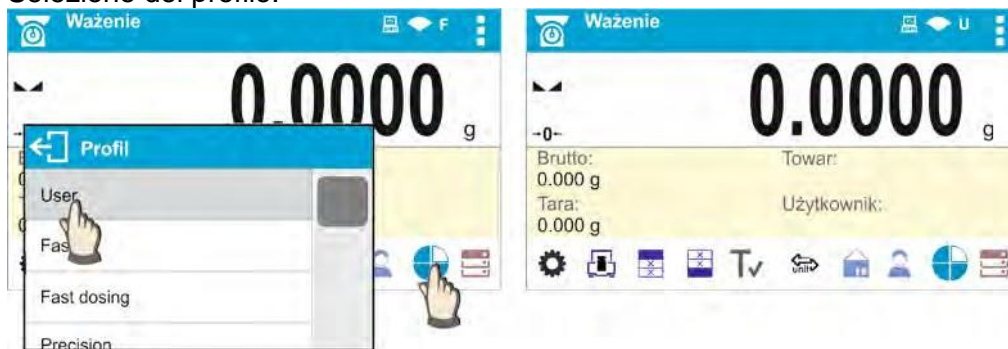 Selezione del profilo:
Ważenie F
0.0000 g
Profil
User
Fast dosing
Precision
Ważenie U
0.0000 g
→0←
Brutto: Towar:
0.000 g
Tara: Użytkownik:
0.000 g
T
unit